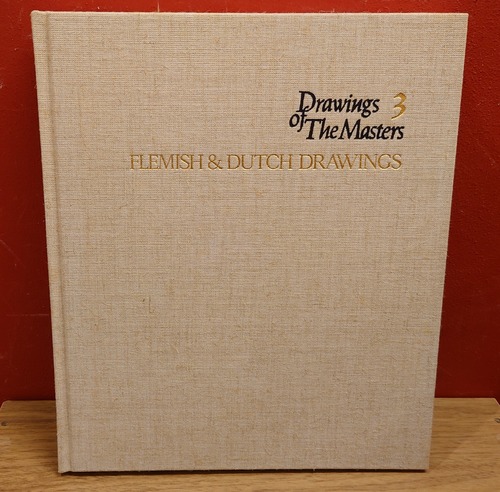 Drawings 3
of The Masters
FLEMISH & DUTCH DRAWINGS